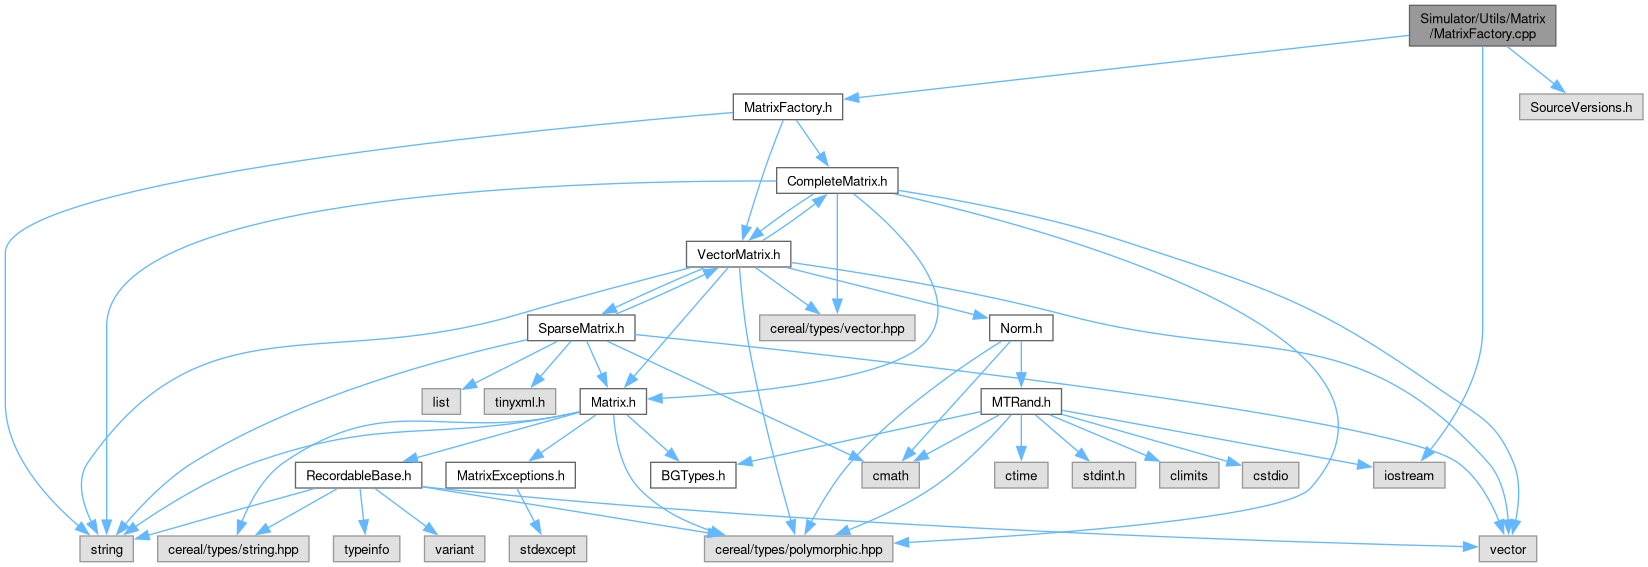 Simulator/Utils/Matrix
/MatrixFactory.cpp
MatrixFactory.h
SourceVersions.h
CompleteMatrix.h
VectorMatrix.h
SparseMatrix.h
cereal/types/vector.hpp
Norm.h
list
tinyxml.h
Matrix.h
MTRand.h
RecordableBase.h
MatrixExceptions.h
BGTypes.h
cmath
ctime
stdint.h
climits
cstdio
iostream
string
cereal/types/string.hpp
typeinfo
variant
stdexcept
cereal/types/polymorphic.hpp
vector